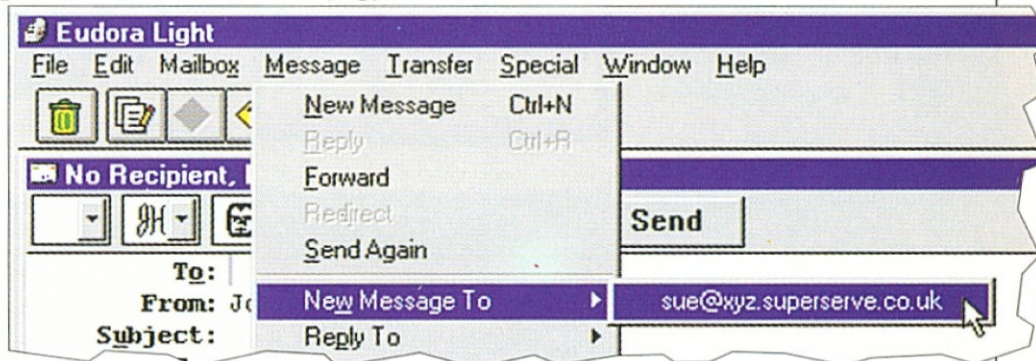 Eudora Light
File Edit Mailbox Message Transfer Special Window Help
New Message Ctrl+N
Reply Ctrl+R
Forward
No Recipient,
Redirect
Send
Send Again
To:
New Message To sue@xyz.superserve.co.uk
From:
Reply To
Subject: